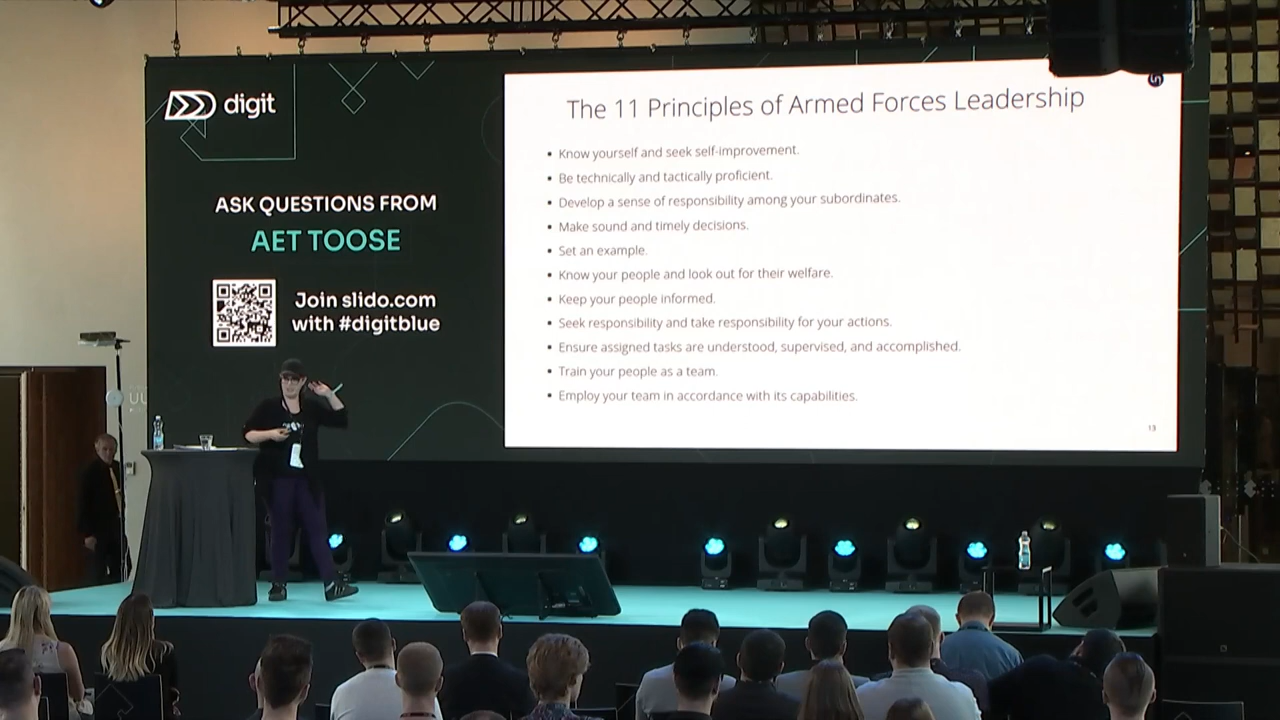 digit
ASK QUESTIONS FROM
AET TOOSE
Join slido.com
with #digitblue
The 11 Principles of Armed Forces Leadership
• Know yourself and seek self-improvement.
• Be technically and tactically proficient.
• Develop a sense of responsibility among your subordinates.
• Make sound and timely decisions.
• Set an example.
• Know your people and look out for their welfare.
• Keep your people informed.
• Seek responsibility and take responsibility for your actions.
• Ensure assigned tasks are understood, supervised, and accomplished.
• Train your people as a team.
• Employ your team in accordance with its capabilities.
13